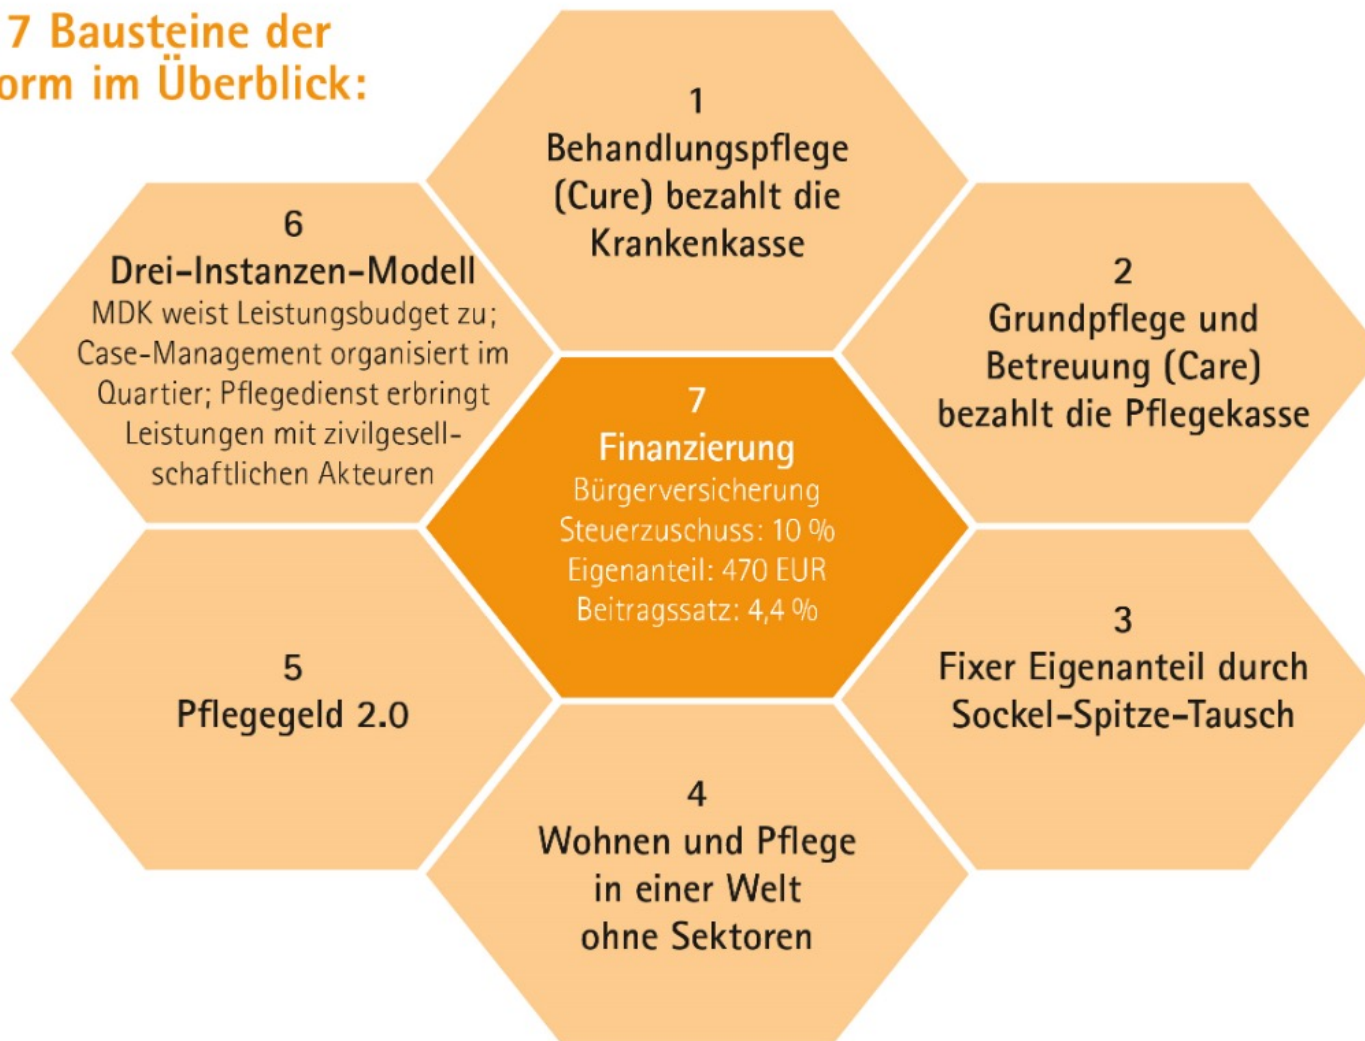 7 Bausteine der
orm im Überblick:
1
Behandlungspflege
(Cure) bezahlt die
Krankenkasse
2
Grundpflege und
Betreuung (Care)
bezahlt die Pflegekasse
3
Fixer Eigenanteil durch
Sockel-Spitze-Tausch
4
Wohnen und Pflege
in einer Welt
ohne Sektoren
5
Pflegegeld 2.0
6
Drei-Instanzen-Modell
MDK weist Leistungsbudget zu;
Case-Management organisiert im
Quartier; Pflegedienst erbringt
Leistungen mit zivilgesell-
schaftlichen Akteuren
7
Finanzierung
Bürgerversicherung
Steuerzuschuss: 10 %
Eigenanteil: 470 EUR
Beitragssatz: 4,4 %